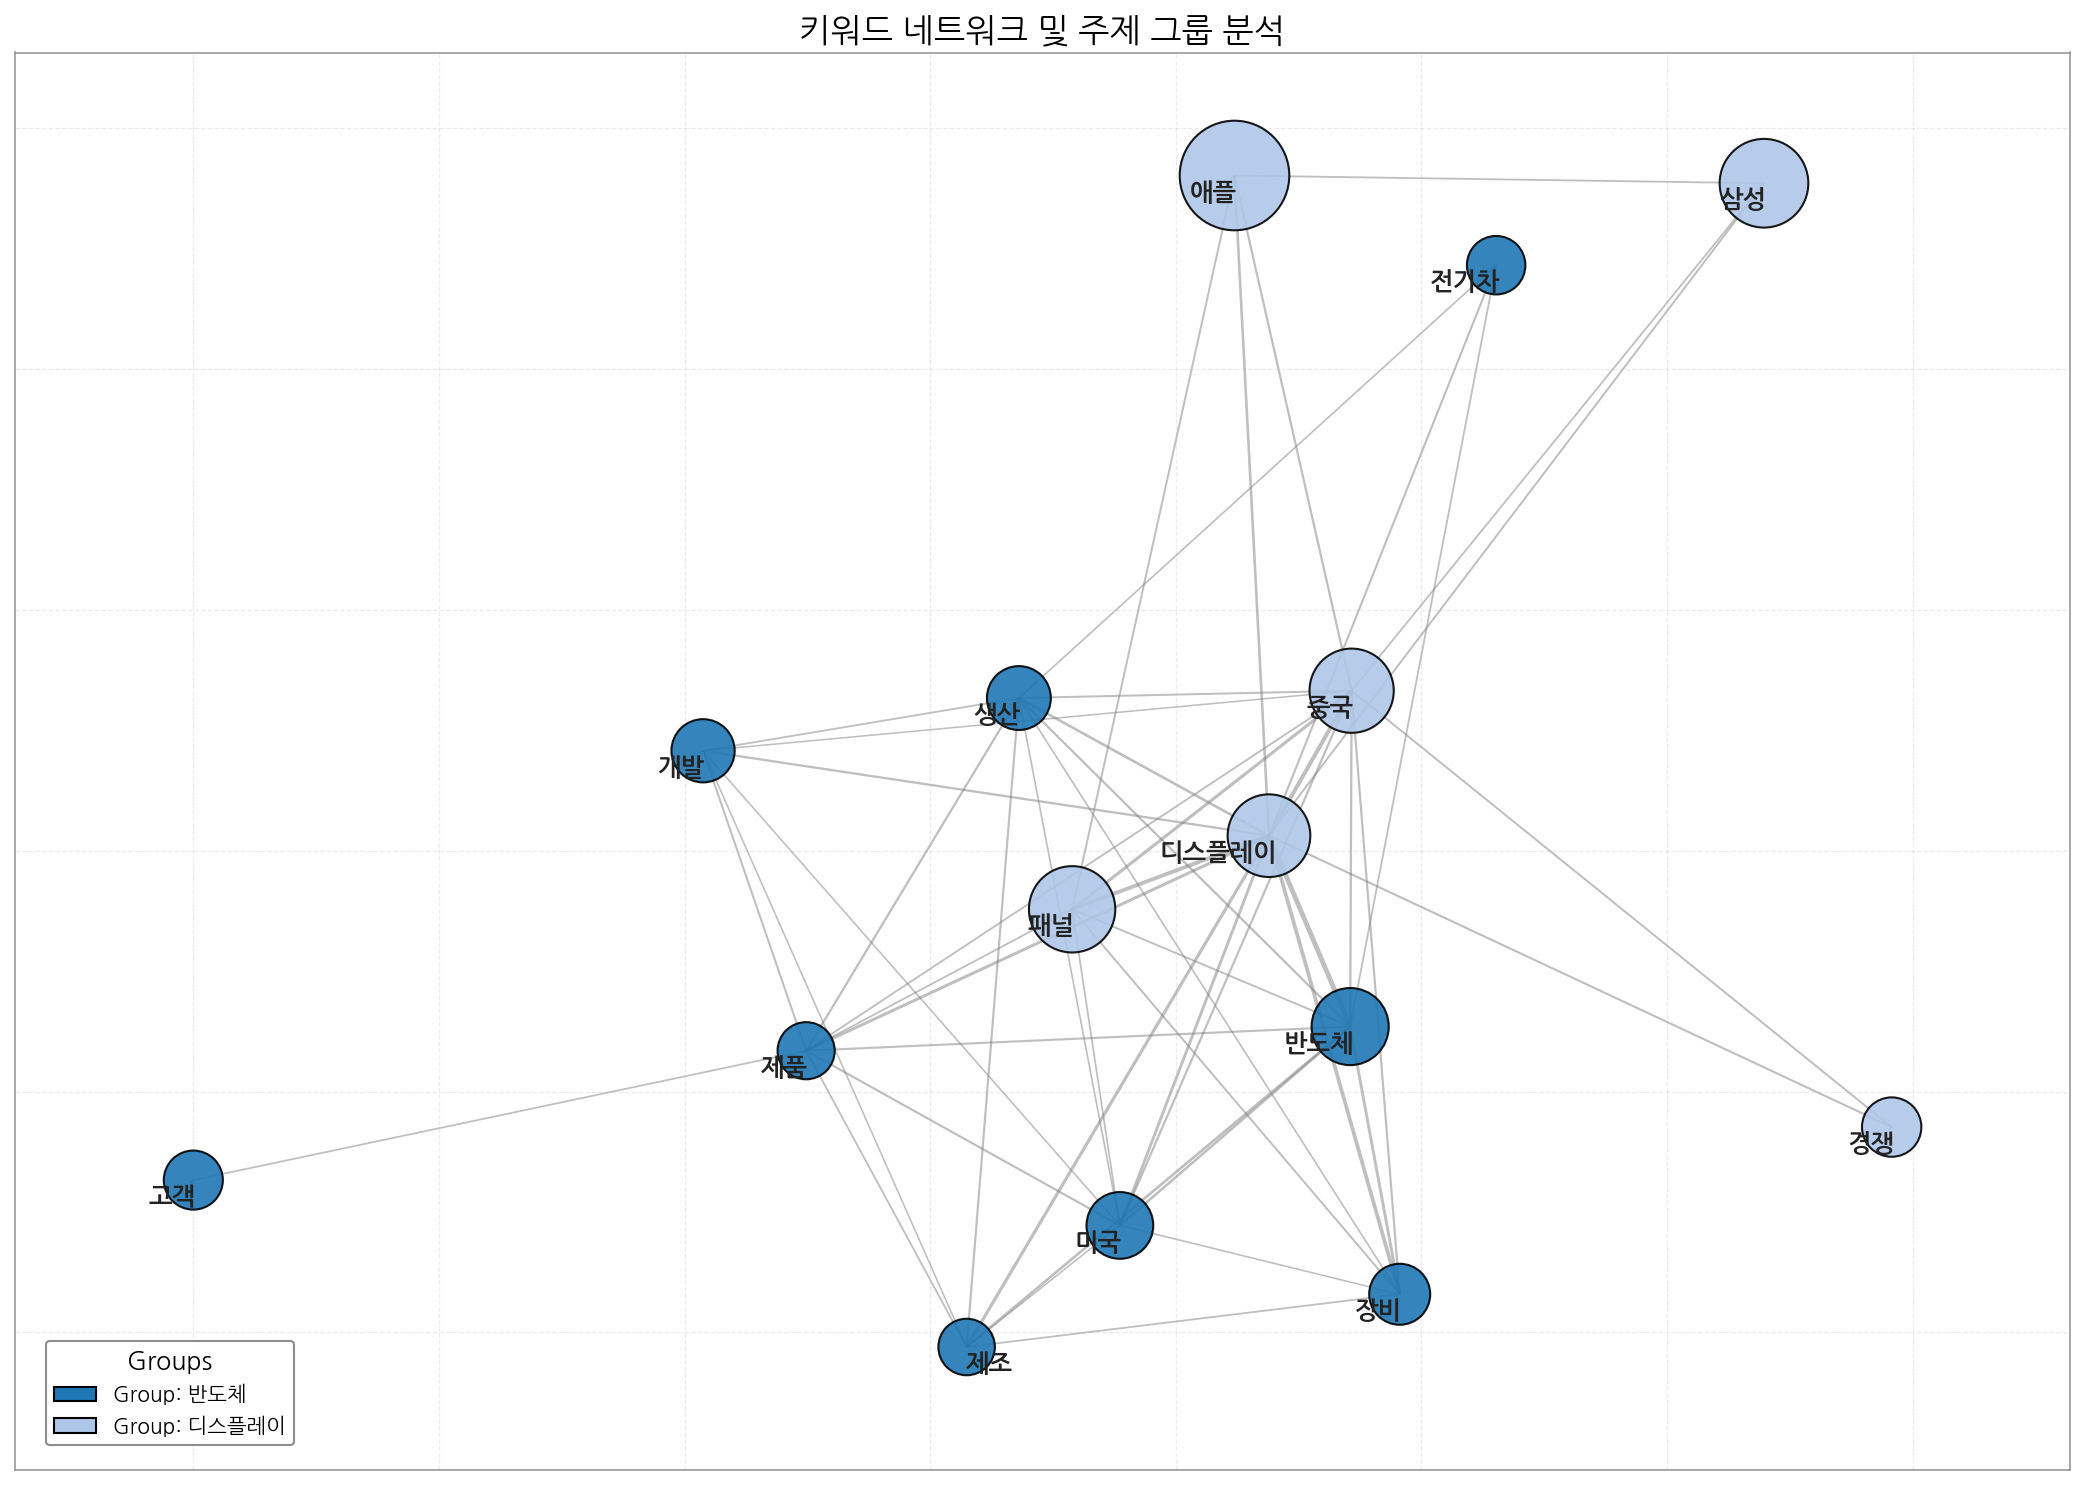 키워드 네트워크 및 주제 그룹 분석
애플
삼성
전기차
생산
중국
개발
디스플레이
패널
반도체
제품
경쟁
고객
미국
장비
제조
Groups
Group: 반도체
Group: 디스플레이